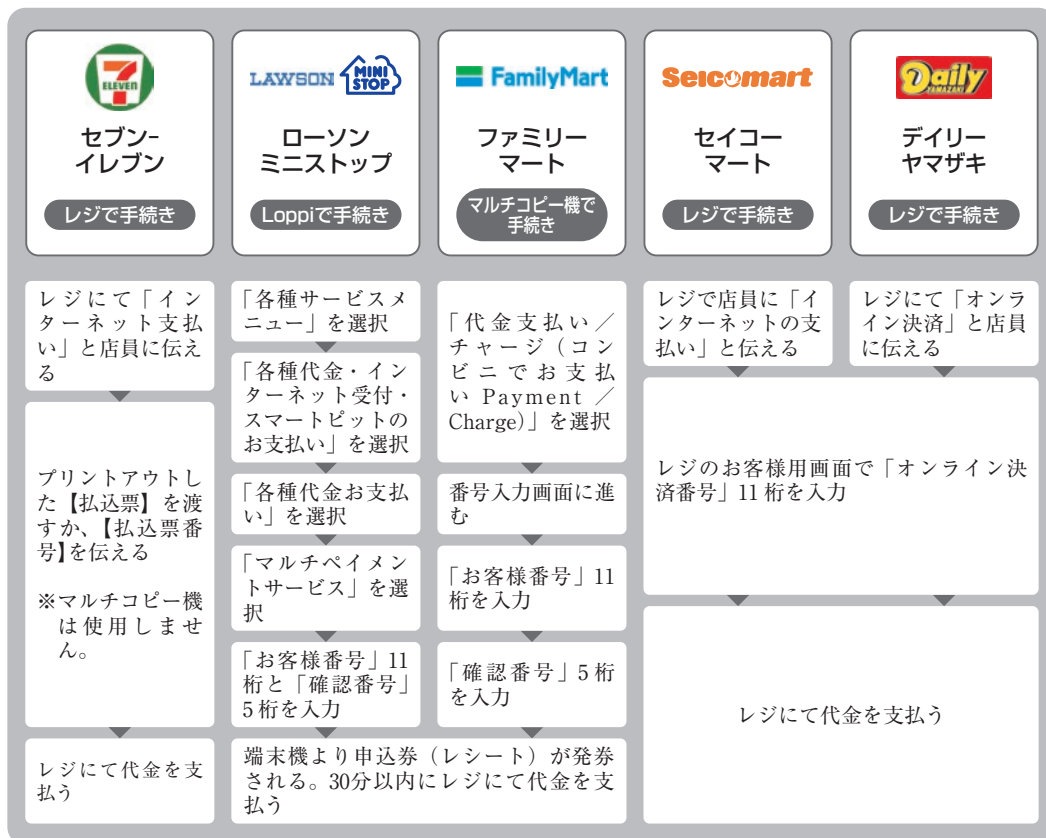 7
ELEVEN
セブン-
イレブン
レジで手続き
LAWSON
MINI
STOP
ローソン
ミニストップ
Loppiで手続き
FamilyMart
ファミリー
マート
マルチコピー機で
手続き
Seicomart
セイコー
マート
レジで手続き
Daily
YAMAZAKI
デイリー
ヤマザキ
レジで手続き
レジにて「イン
ターネット支払
い」と店員に伝え
る
プリントアウトし
た【払込票】を渡
すか、【払込票番
号】を伝える
※マルチコピー機
は使用しませ
ん。
レジにて代金を支
払う
「各種サービスメ
ニュー」を選択
「各種代金・イン
ターネット受付・
スマートピットの
お支払い」を選択
「各種代金お支払
い」を選択
「マルチペイメン
トサービス」を選
択
「お客様番号」11
桁と「確認番号」
5桁を入力
「代金支払い／
チャージ（コン
ビニでお支払
い Payment ／
Charge）」を選択
番号入力画面に進
む
「お客様番号」11
桁を入力
「確認番号」5桁
を入力
端末機より申込券（レシート）が発券
される。30分以内にレジにて代金を支
払う
レジで店員に「イ
ンターネットの支
払い」と伝える
レジにて「オンラ
イン決済」と店員
に伝える
レジのお客様用画面で「オンライン決
済番号」11桁を入力
レジにて代金を支払う